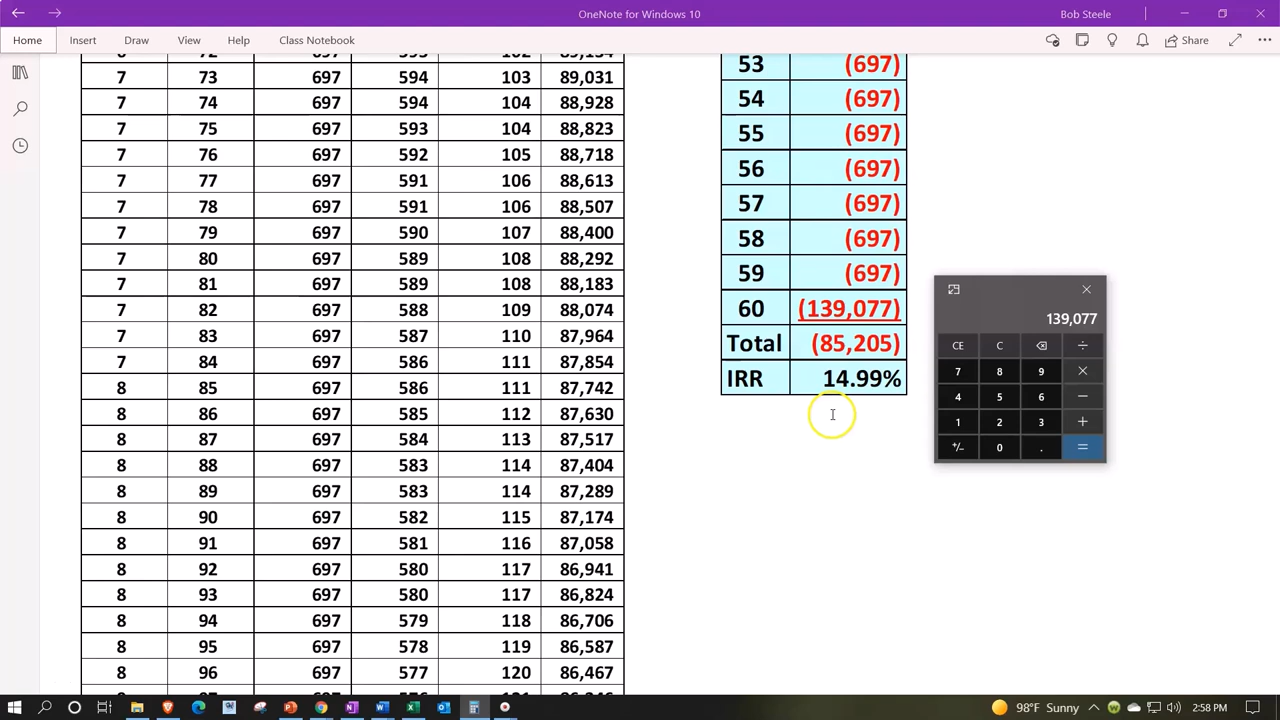 OneNote for Windows 10
Bob Steele
Home Insert Draw View Help Class Notebook Share
7 73 697 594 103 89,031
7 74 697 594 104 88,928
7 75 697 593 104 88,823
7 76 697 592 105 88,718
7 77 697 591 106 88,613
7 78 697 591 106 88,507
7 79 697 590 107 88,400
7 80 697 589 108 88,292
7 81 697 589 108 88,183
7 82 697 588 109 88,074
7 83 697 587 110 87,964
7 84 697 586 111 87,854
8 85 697 586 111 87,742
8 86 697 585 112 87,630
8 87 697 584 113 87,517
8 88 697 583 114 87,404
8 89 697 583 114 87,289
8 90 697 582 115 87,174
8 91 697 581 116 87,058
8 92 697 580 117 86,941
8 93 697 580 117 86,824
8 94 697 579 118 86,706
8 95 697 578 119 86,587
8 96 697 577 120 86,467
53 (697)
54 (697)
55 (697)
56 (697)
57 (697)
58 (697)
59 (697)
60 (139,077)
Total (85,205)
IRR 14.99%
139,077
CE C ÷
7 8 9 ×
4 5 6 −
1 2 3 +
+/− 0 . =
98°F Sunny 2:58 PM